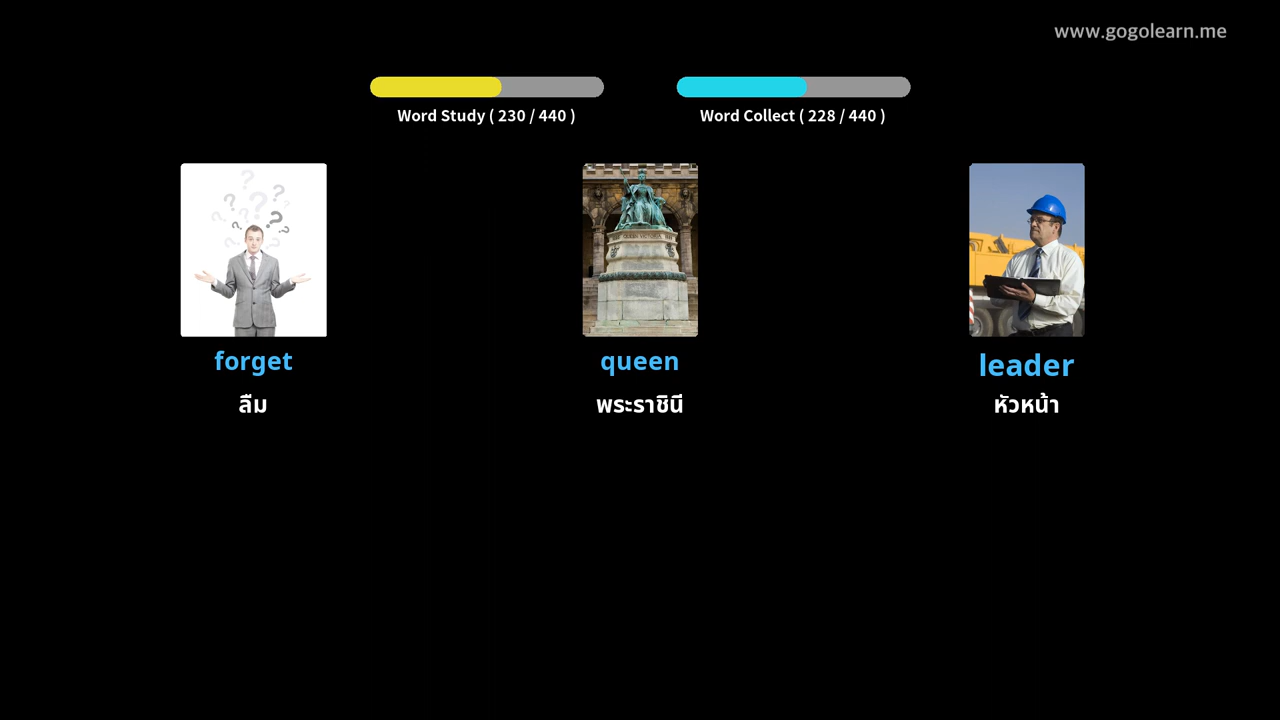 www.gogolearn.me
Word Study ( 230 / 440 )
Word Collect ( 228 / 440 )
forget
queen
leader
ลืม
พระราชินี
หัวหน้า